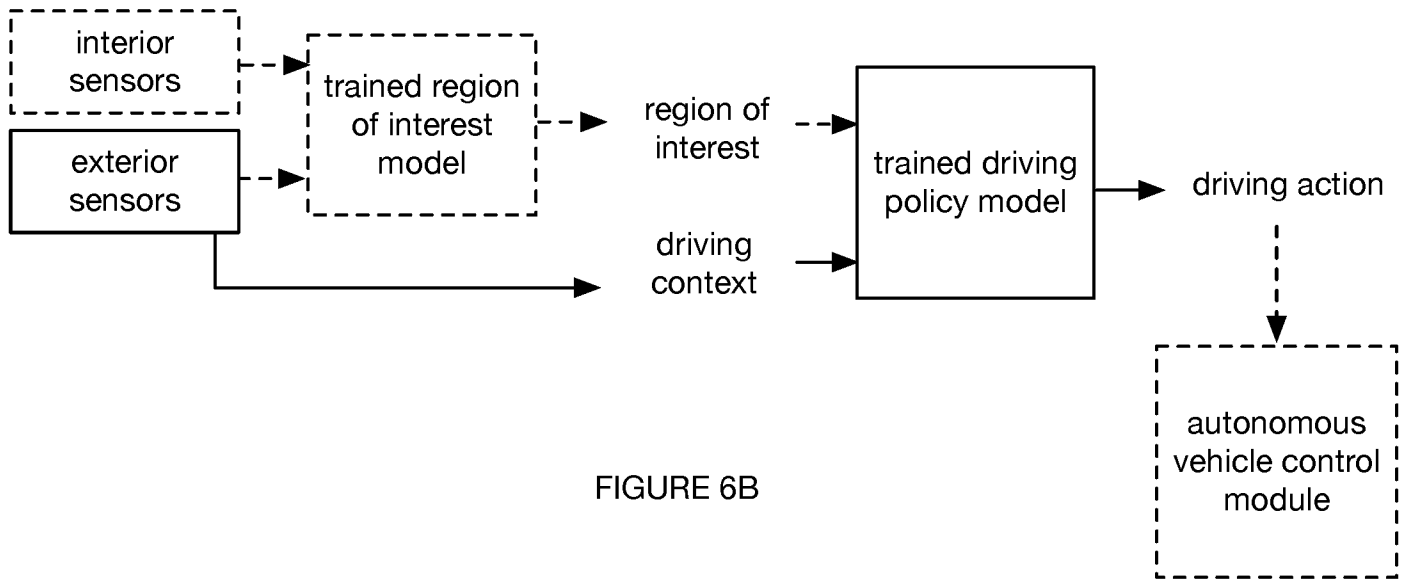 interior
sensors
exterior
sensors
trained region
of interest
model
region of
interest
driving
context
trained driving
policy model
driving action
autonomous
vehicle control
module
FIGURE 6B